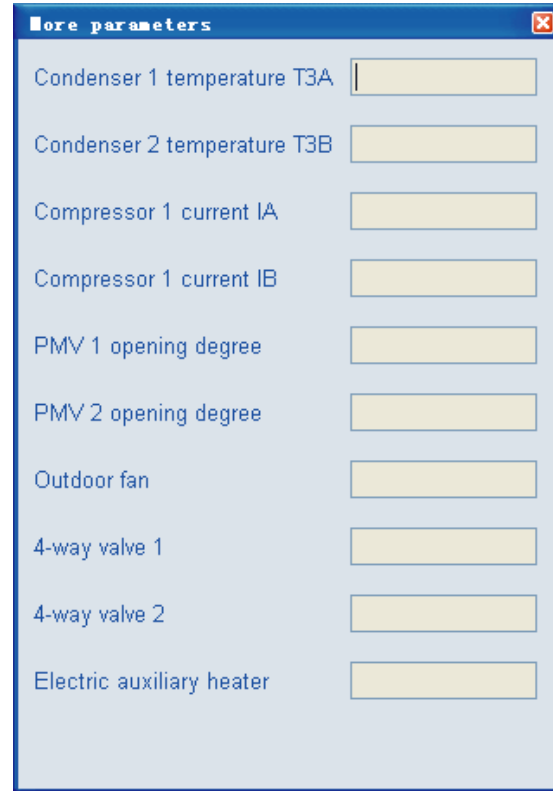 More parameters
Condenser 1 temperature T3A
Condenser 2 temperature T3B
Compressor 1 current IA
Compressor 1 current IB
PMV 1 opening degree
PMV 2 opening degree
Outdoor fan
4-way valve 1
4-way valve 2
Electric auxiliary heater